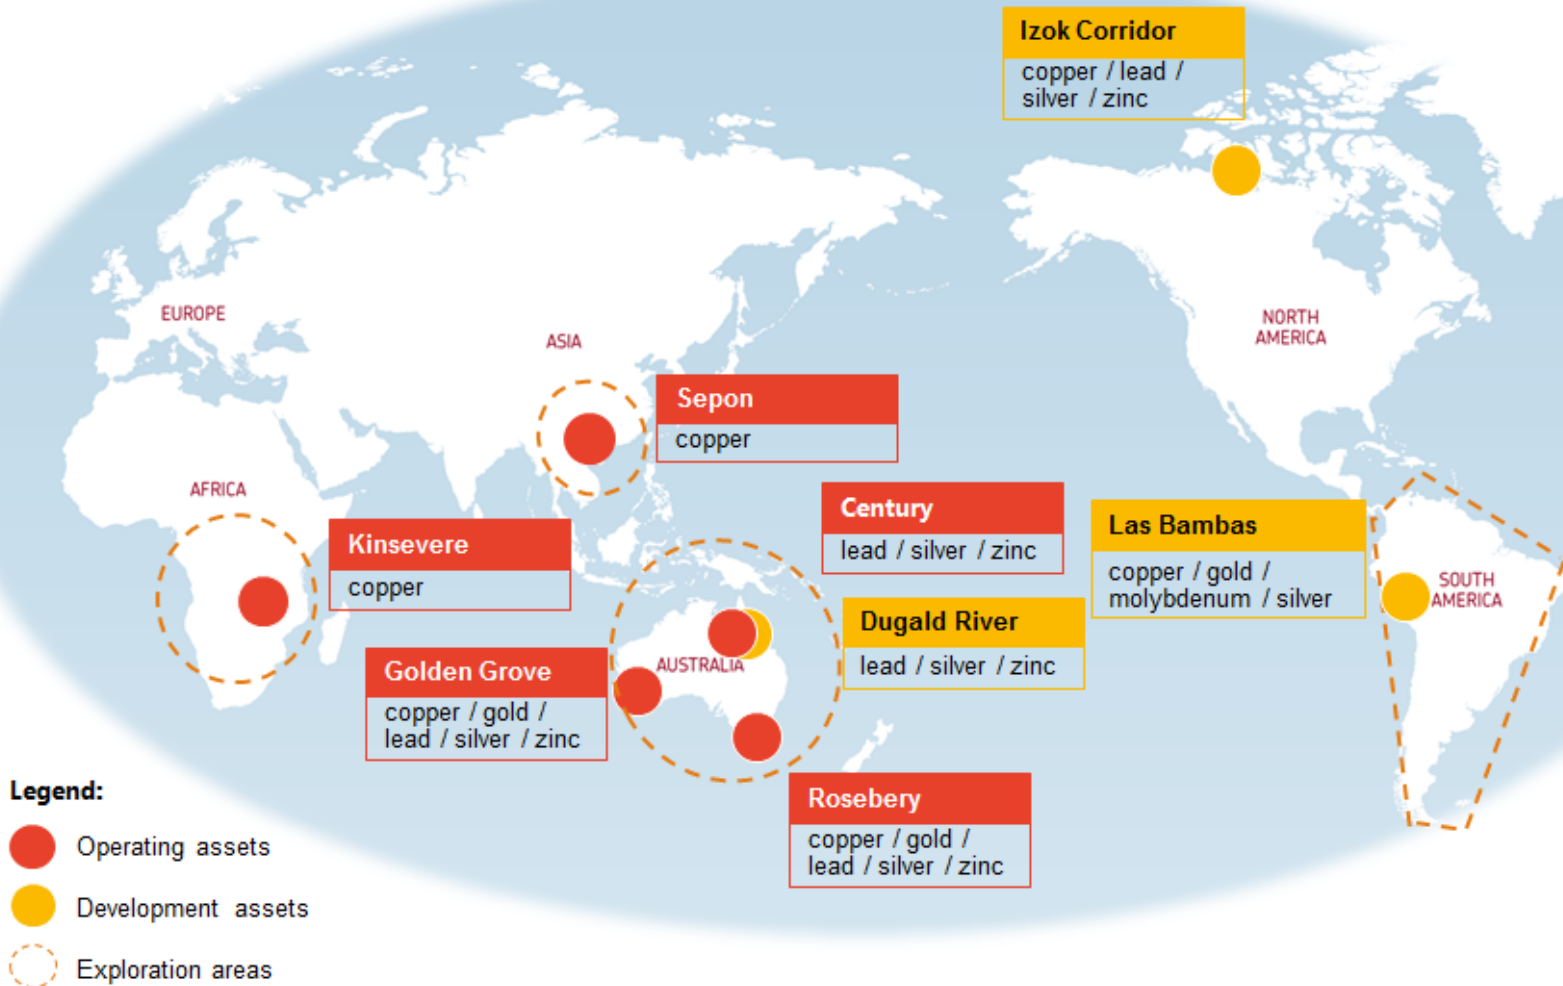 Izok Corridor
copper / lead /
silver / zinc
EUROPE
ASIA
NORTH
AMERICA
Sepon
copper
AFRICA
Century
lead / silver / zinc
Las Bambas
copper / gold /
molybdenum / silver
Kinsevere
copper
SOUTH
AMERICA
Dugald River
lead / silver / zinc
Golden Grove
copper / gold /
lead / silver / zinc
AUSTRALIA
Rosebery
copper / gold /
lead / silver / zinc
Legend:
Operating assets
Development assets
Exploration areas